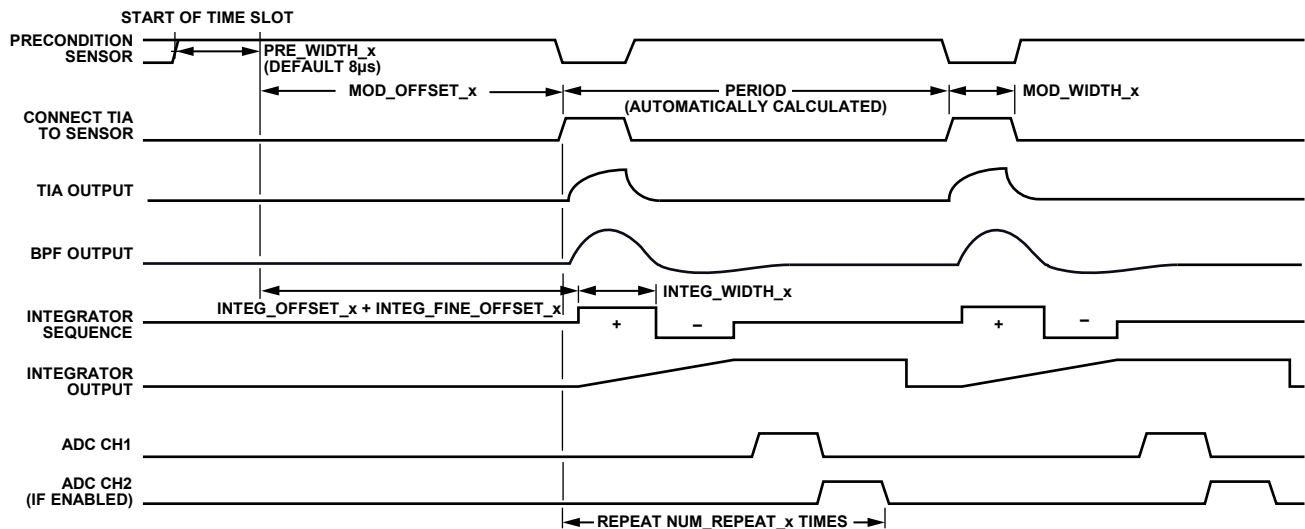 START OF TIME SLOT
PRECONDITION
SENSOR
PRE_WIDTH_x
(DEFAULT 8µs)
MOD_OFFSET_x
PERIOD
(AUTOMATICALLY CALCULATED)
MOD_WIDTH_x
CONNECT TIA
TO SENSOR
TIA OUTPUT
BPF OUTPUT
INTEG_OFFSET_x + INTEG_FINE_OFFSET_x
INTEG_WIDTH_x
INTEGRATOR
SEQUENCE
+
–
+
–
INTEGRATOR
OUTPUT
ADC CH1
ADC CH2
(IF ENABLED)
REPEAT NUM_REPEAT_x TIMES